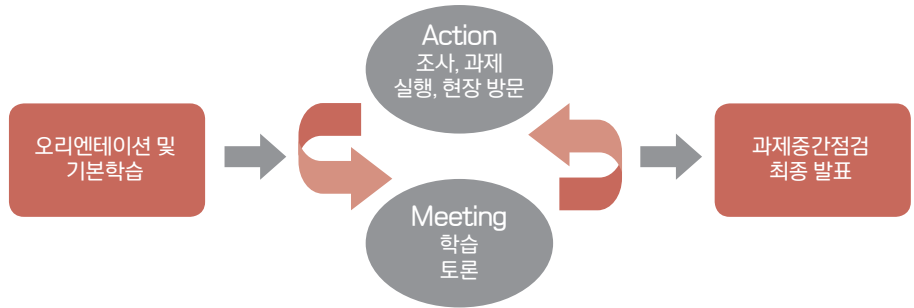 오리엔테이션 및
기본학습
Action
조사, 과제
실행, 현장 방문
Meeting
학습
토론
과제중간점검
최종 발표